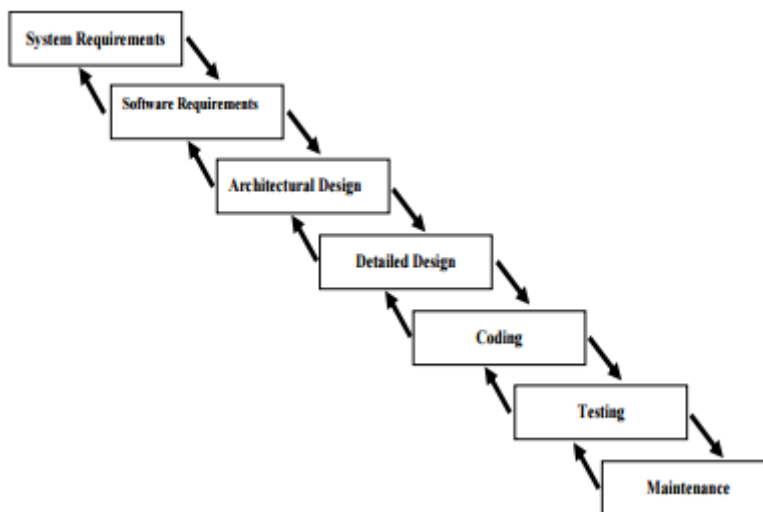 System Requirements
Software Requirements
Architectural Design
Detailed Design
Coding
Testing
Maintenance